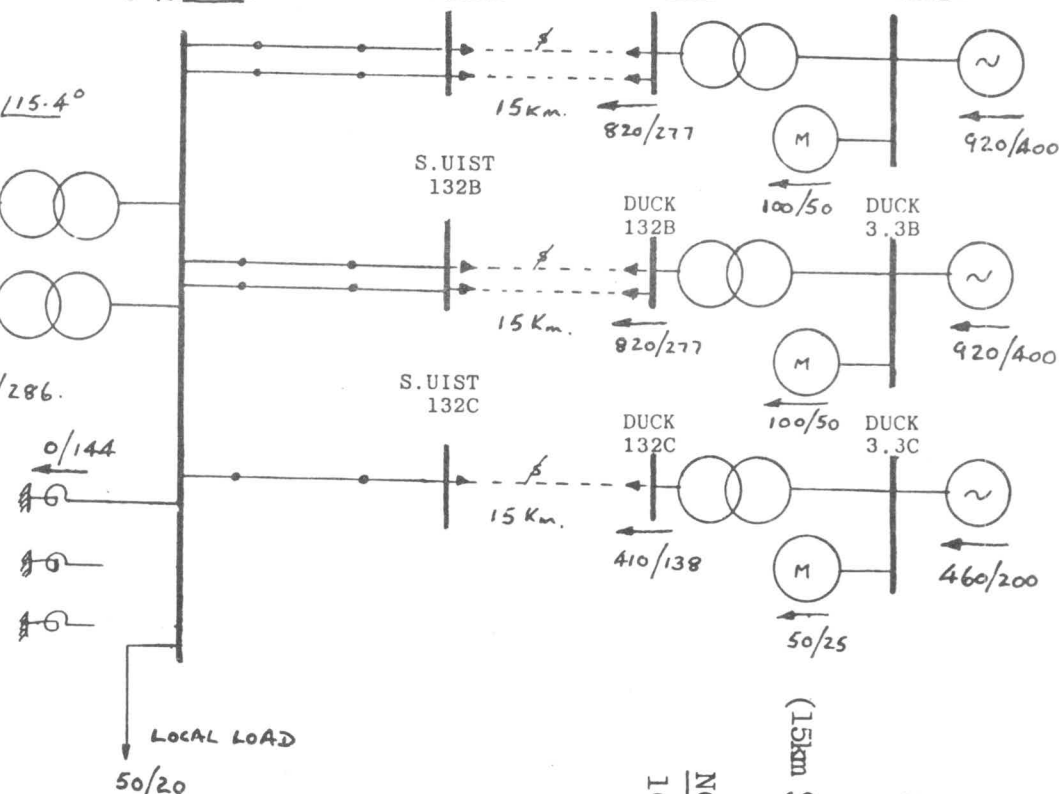 15.4°
$
15Km.
820/277
~
M
920/400
100/50
S.UIST
132B
DUCK
132B
DUCK
3.3B
$
15 Km.
820/277
~
M
920/400
100/50
/286.
0/144
S.UIST
132C
DUCK
132C
DUCK
3.3C
$
15 Km.
410/138
~
M
460/200
50/25
LOCAL LOAD
50/20
(15km